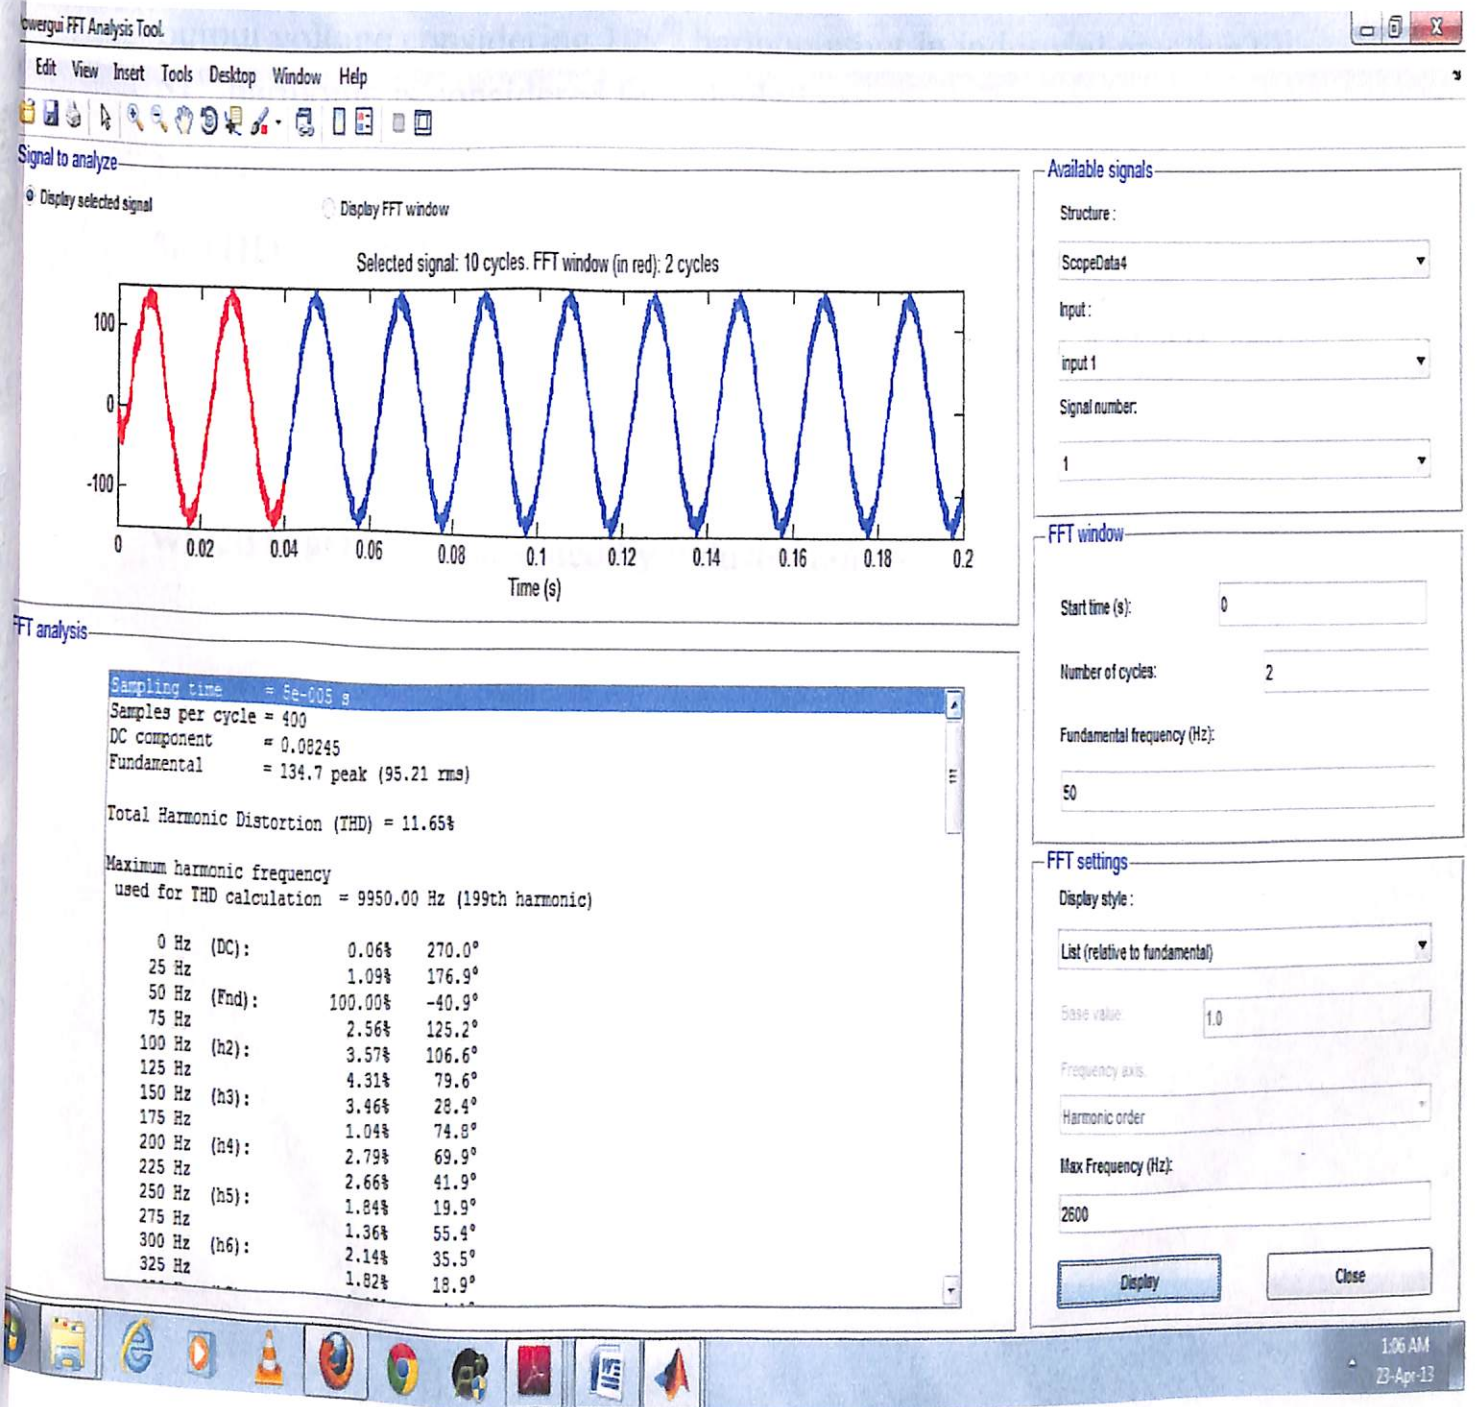 owergui FFT Analysis Tool.
Edit View Insert Tools Desktop Window Help
Signal to analyze
Display selected signal
Display FFT window
Selected signal: 10 cycles. FFT window (in red): 2 cycles
100
0
-100
0 0.02 0.04 0.06 0.08 0.1 0.12 0.14 0.16 0.18 0.2
Time (s)
FFT analysis
Sampling time = 5e-005 s
Samples per cycle = 400
DC component = 0.08245
Fundamental = 134.7 peak (95.21 rms)
Total Harmonic Distortion (THD) = 11.65%
Maximum harmonic frequency
used for THD calculation = 9950.00 Hz (199th harmonic)
0 Hz (DC): 0.06% 270.0°
25 Hz 1.09% 176.9°
50 Hz (Fnd): 100.00% -40.9°
75 Hz 2.56% 125.2°
100 Hz (h2): 3.57% 106.6°
125 Hz 4.31% 79.6°
150 Hz (h3): 3.46% 28.4°
175 Hz 1.04% 74.8°
200 Hz (h4): 2.79% 69.9°
225 Hz 2.66% 41.9°
250 Hz (h5): 1.84% 19.9°
275 Hz 1.36% 55.4°
300 Hz (h6): 2.14% 35.5°
325 Hz 1.82% 18.9°
Available signals
Structure :
ScopeData4
Input :
input 1
Signal number:
1
FFT window
Start time (s): 0
Number of cycles: 2
Fundamental frequency (Hz):
50
FFT settings
Display style :
List (relative to fundamental)
Base value: 1.0
Frequency axis:
Harmonic order
Max Frequency (Hz):
2600
Display
Close
1:06 AM
23-Apr-13